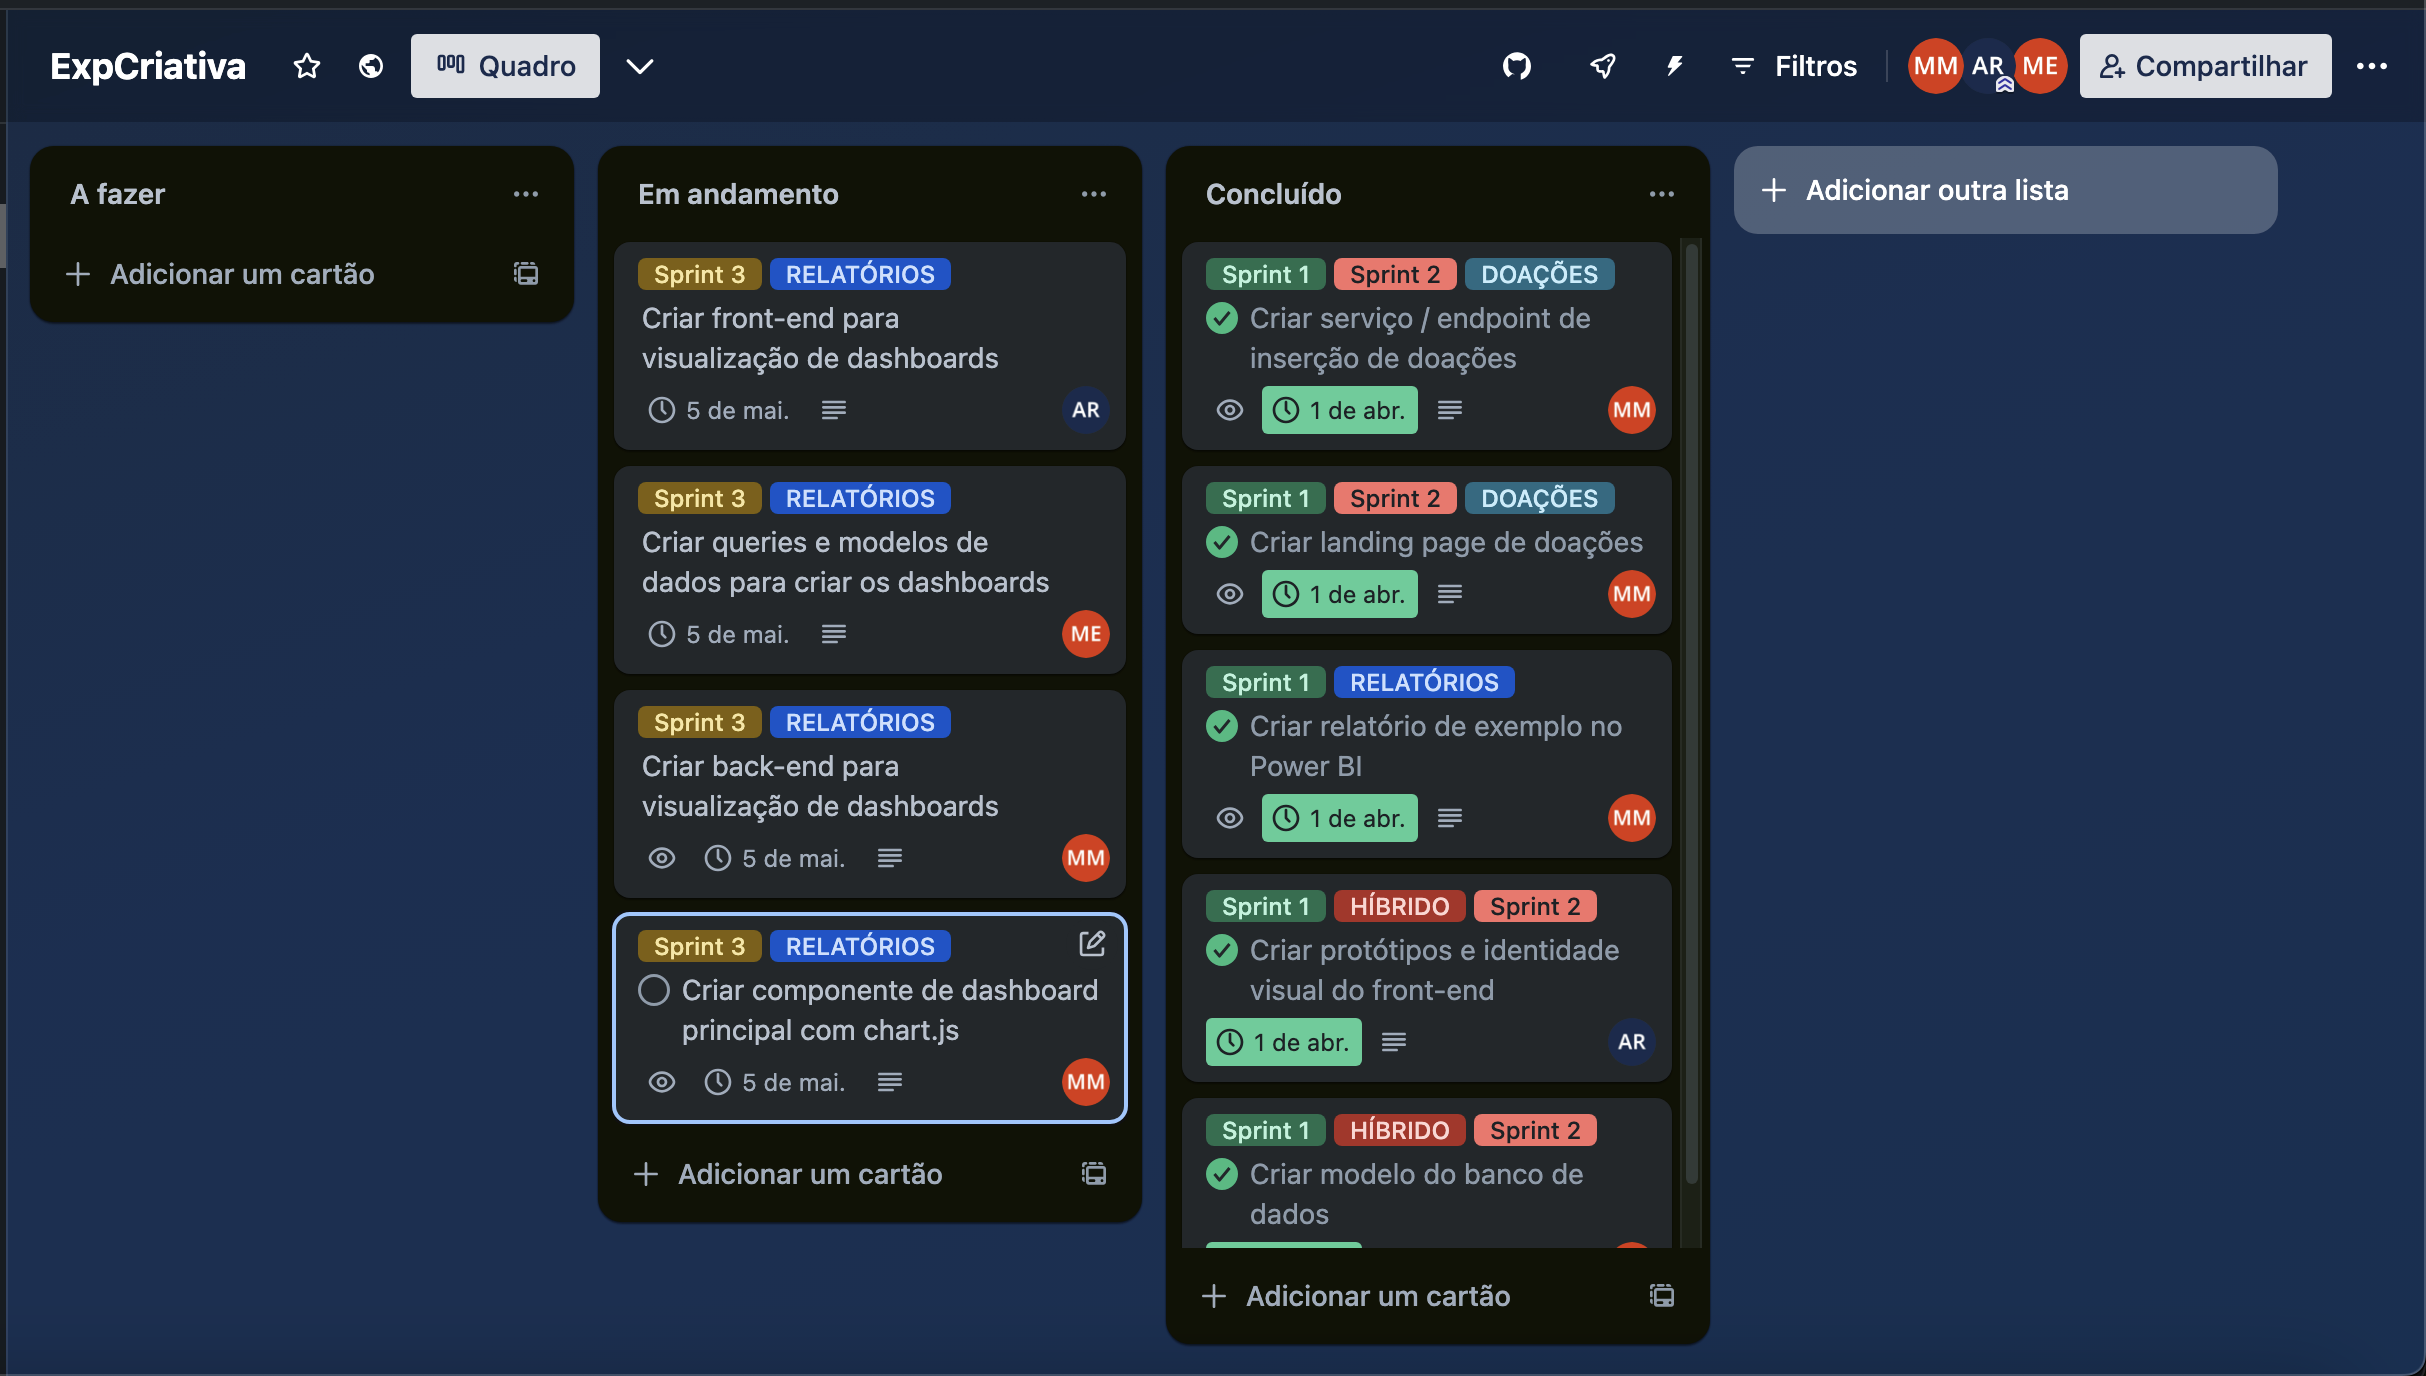 ExpCriativa
Quadro
Filtros
MM
AR
ME
Compartilhar
A fazer
Adicionar um cartão
Em andamento
Sprint 3 RELATÓRIOS
Criar front-end para
visualização de dashboards
5 de mai.
AR
Sprint 3 RELATÓRIOS
Criar queries e modelos de
dados para criar os dashboards
5 de mai.
ME
Sprint 3 RELATÓRIOS
Criar back-end para
visualização de dashboards
5 de mai.
MM
Sprint 3 RELATÓRIOS
Criar componente de dashboard
principal com chart.js
5 de mai.
MM
Adicionar um cartão
Concluído
Sprint 1 Sprint 2 DOAÇÕES
Criar serviço / endpoint de
inserção de doações
1 de abr.
MM
Sprint 1 Sprint 2 DOAÇÕES
Criar landing page de doações
1 de abr.
MM
Sprint 1 RELATÓRIOS
Criar relatório de exemplo no
Power BI
1 de abr.
MM
Sprint 1 HÍBRIDO Sprint 2
Criar protótipos e identidade
visual do front-end
1 de abr.
AR
Sprint 1 HÍBRIDO Sprint 2
Criar modelo do banco de
dados
Adicionar um cartão
Adicionar outra lista